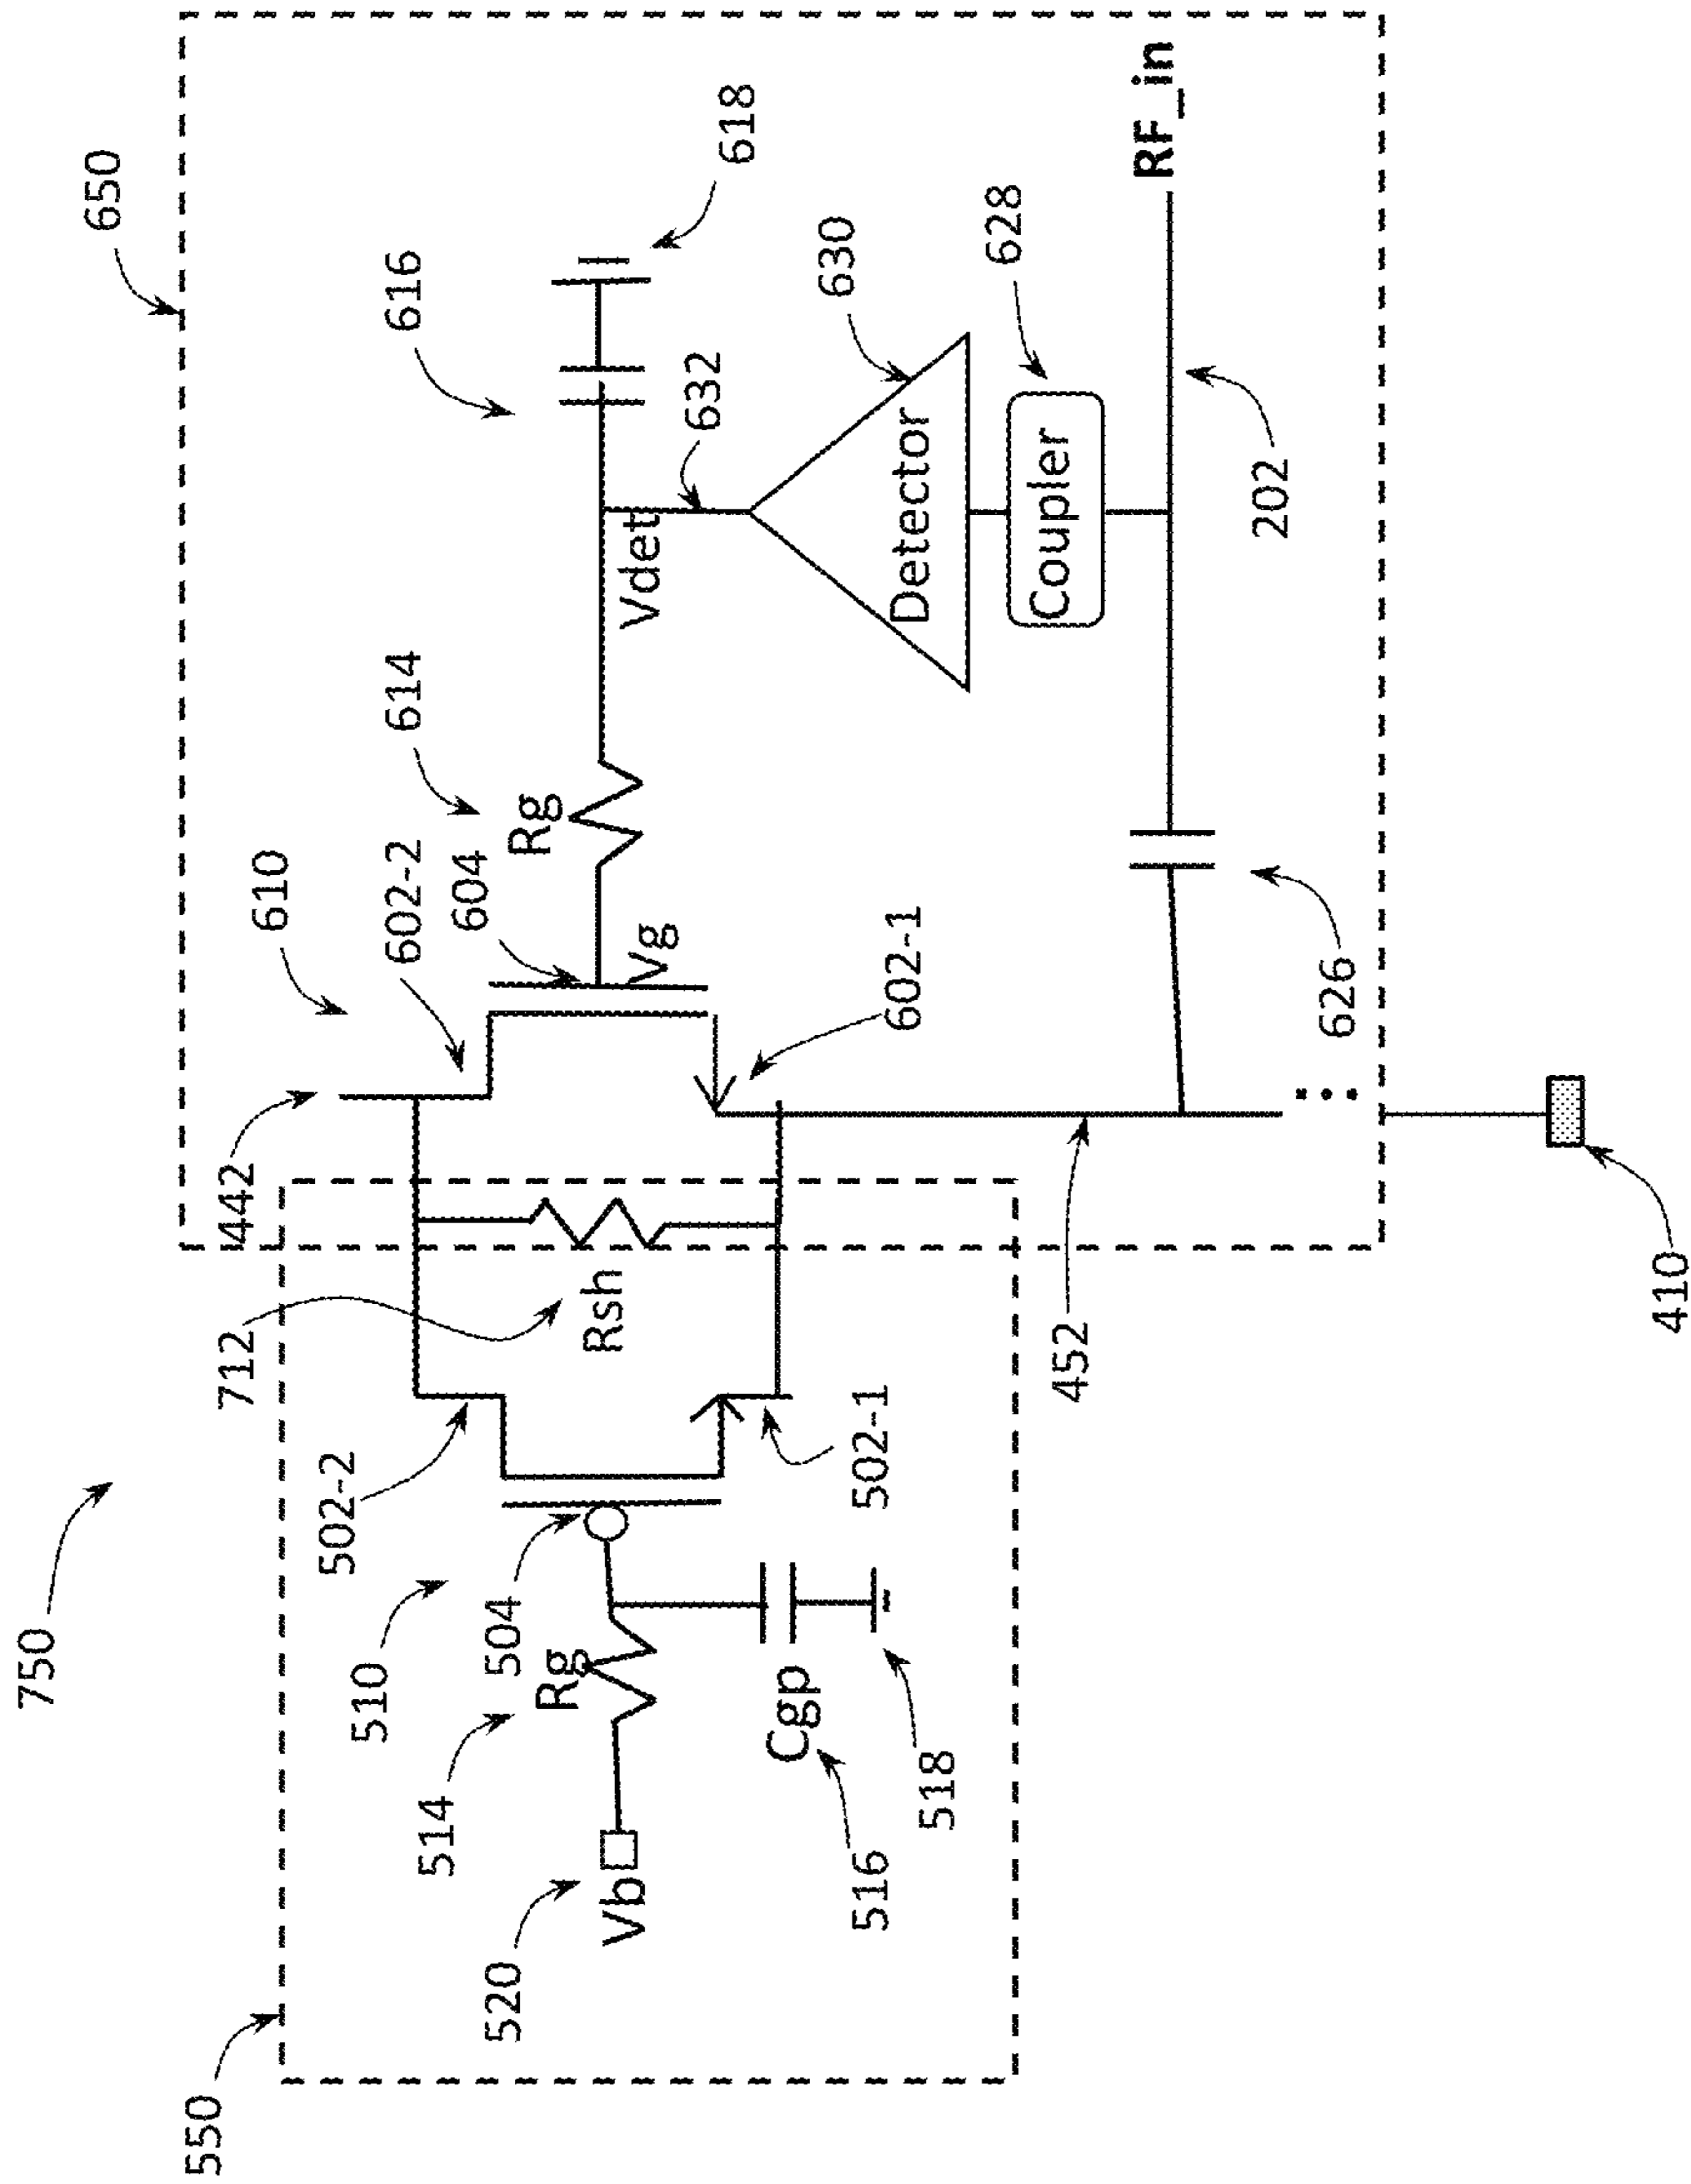 750
650
550
712
442
610
502-2
510
602-2
614
616
514
604
520
504
Rg
Rg
Rsh
Vb
Vg
Vdet
632
618
Cgp
630
516
502-1
602-1
Detector
518
628
Coupler
452
RF_in
202
626
410